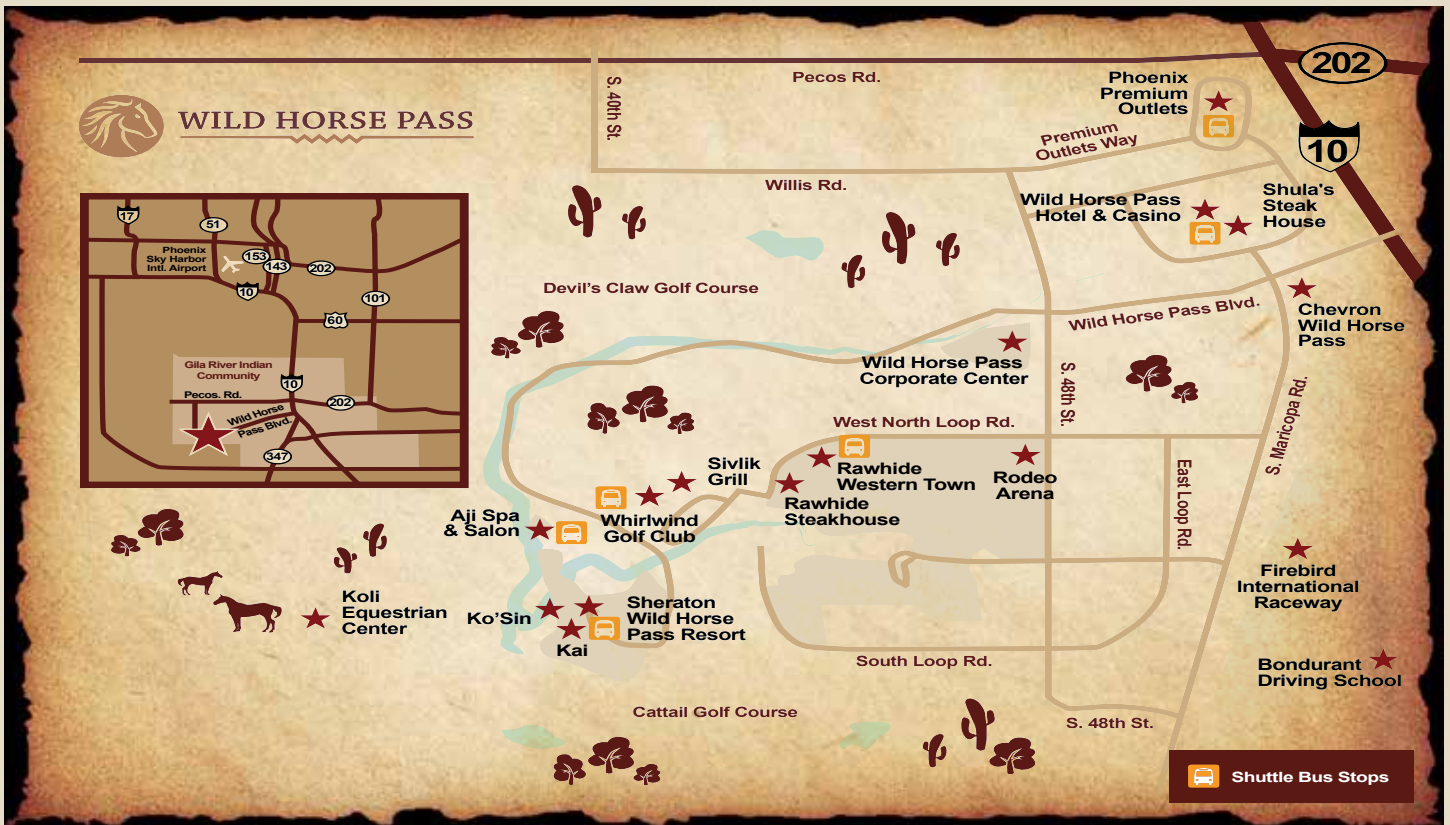 202
Pecos Rd.
Phoenix
Premium
Outlets
S. 40th St.
WILD HORSE PASS
Premium
Outlets Way
10
Willis Rd.
Wild Horse Pass
Hotel & Casino
Shula's
Steak
House
17
51
Phoenix
Sky Harbor
Intl. Airport
153
143
202
10
101
60
Gila River Indian
Community
10
Pecos. Rd.
202
Wild Horse
Pass Blvd.
347
Devil's Claw Golf Course
Wild Horse Pass Blvd.
Chevron
Wild Horse
Pass
Wild Horse Pass
Corporate Center
S. 48th St.
S. Maricopa Rd.
West North Loop Rd.
Sivlik
Grill
Rawhide
Western Town
Rodeo
Arena
East Loop Rd.
Rawhide
Steakhouse
Aji Spa
& Salon
Whirlwind
Golf Club
Firebird
International
Raceway
Koli
Equestrian
Center
Ko'Sin
Sheraton
Wild Horse
Pass Resort
Kai
South Loop Rd.
Bondurant
Driving School
Cattail Golf Course
S. 48th St.
Shuttle Bus Stops